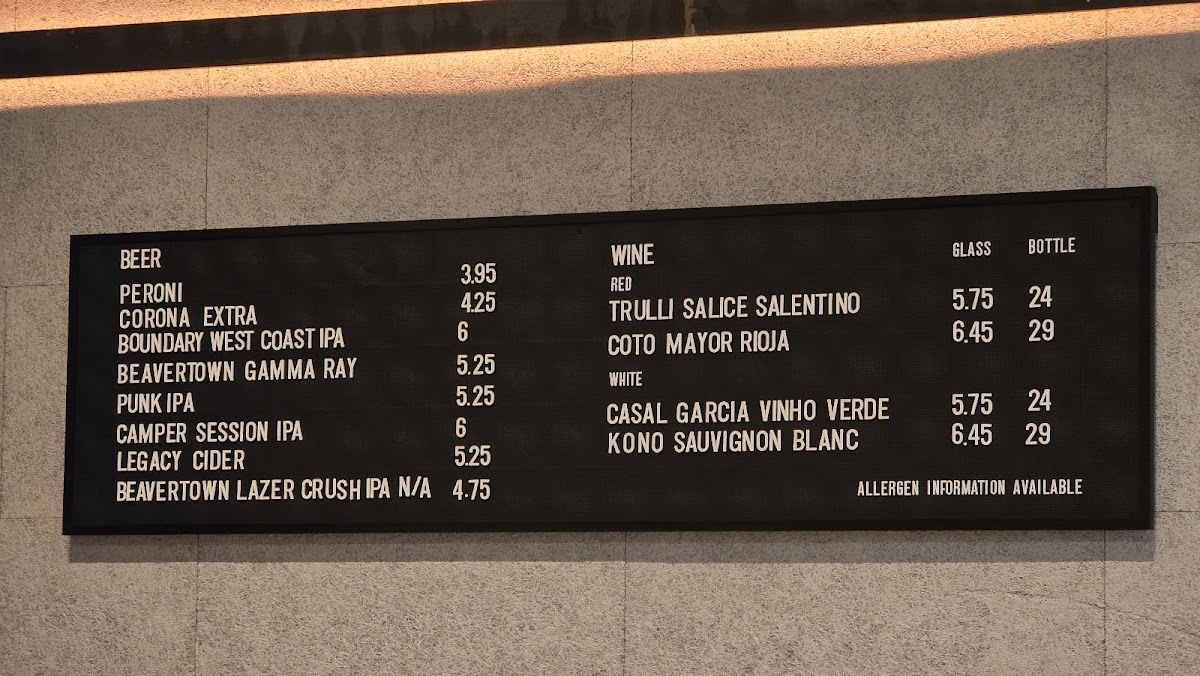 BEER
PERONI 3.95
CORONA EXTRA 4.25
BOUNDARY WEST COAST IPA 6
BEAVERTOWN GAMMA RAY 5.25
PUNK IPA 5.25
CAMPER SESSION IPA 6
LEGACY CIDER 5.25
BEAVERTOWN LAZER CRUSH IPA N/A 4.75
WINE GLASS BOTTLE
RED
TRULLI SALICE SALENTINO 5.75 24
COTO MAYOR RIOJA 6.45 29
WHITE
CASAL GARCIA VINHO VERDE 5.75 24
KONO SAUVIGNON BLANC 6.45 29
ALLERGEN INFORMATION AVAILABLE